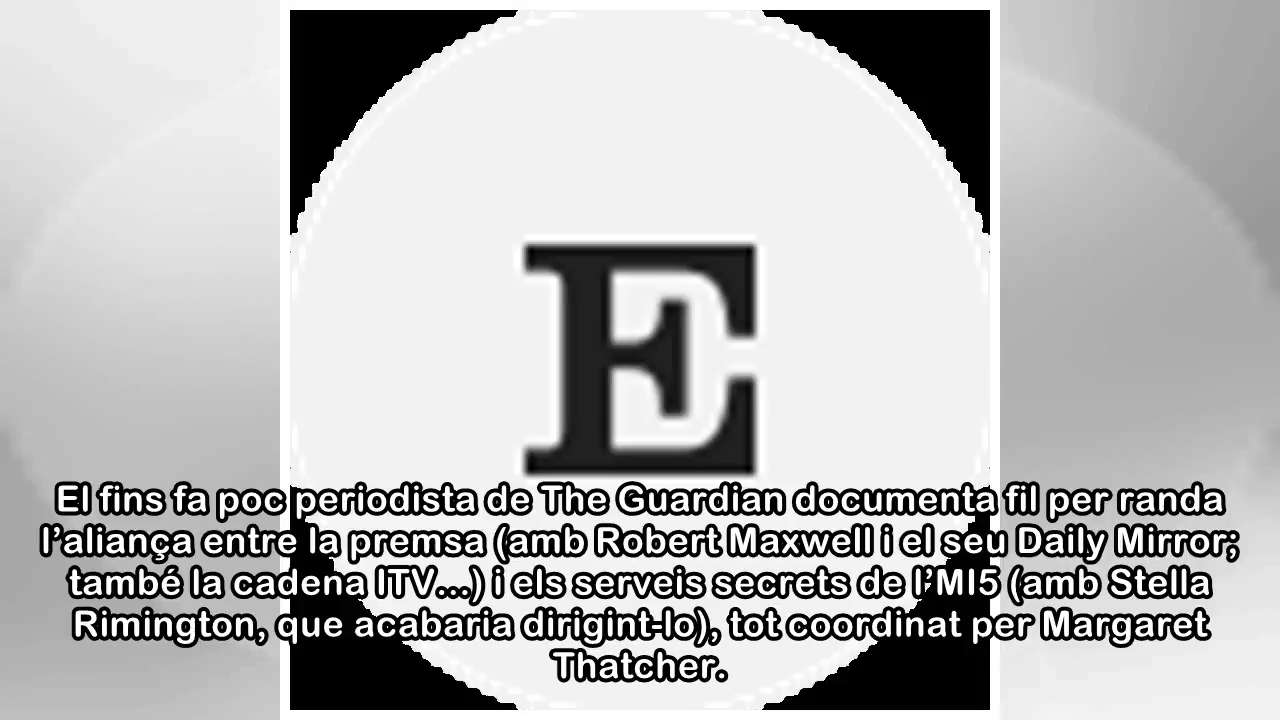 E
El fins fa poc periodista de The Guardian documenta fil per randa
l’aliança entre la premsa (amb Robert Maxwell i el seu Daily Mirror;
també la cadena ITV...) i els serveis secrets de l’MI5 (amb Stella
Rimington, que acabaria dirigint-lo), tot coordinat per Margaret
Thatcher.